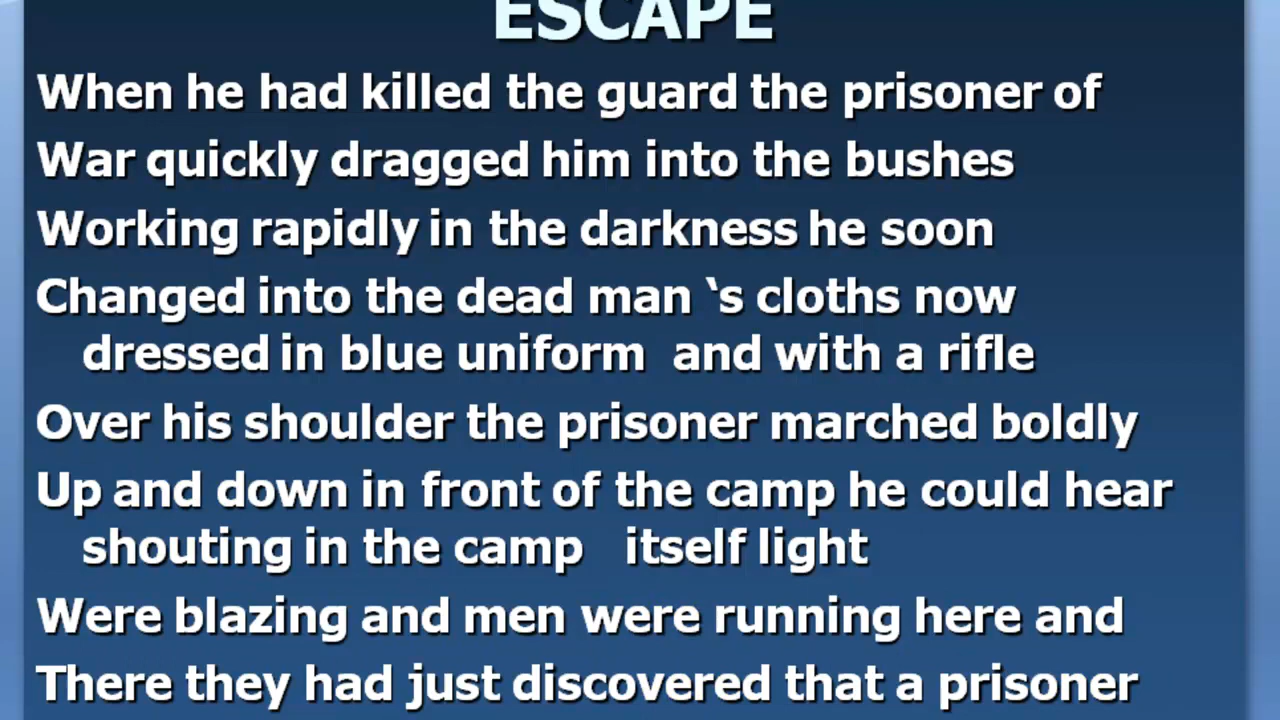 ESCAPE
When he had killed the guard the prisoner of
War quickly dragged him into the bushes
Working rapidly in the darkness he soon
Changed into the dead man ‘s cloths now
dressed in blue uniform and with a rifle
Over his shoulder the prisoner marched boldly
Up and down in front of the camp he could hear
shouting in the camp itself light
Were blazing and men were running here and
There they had just discovered that a prisoner